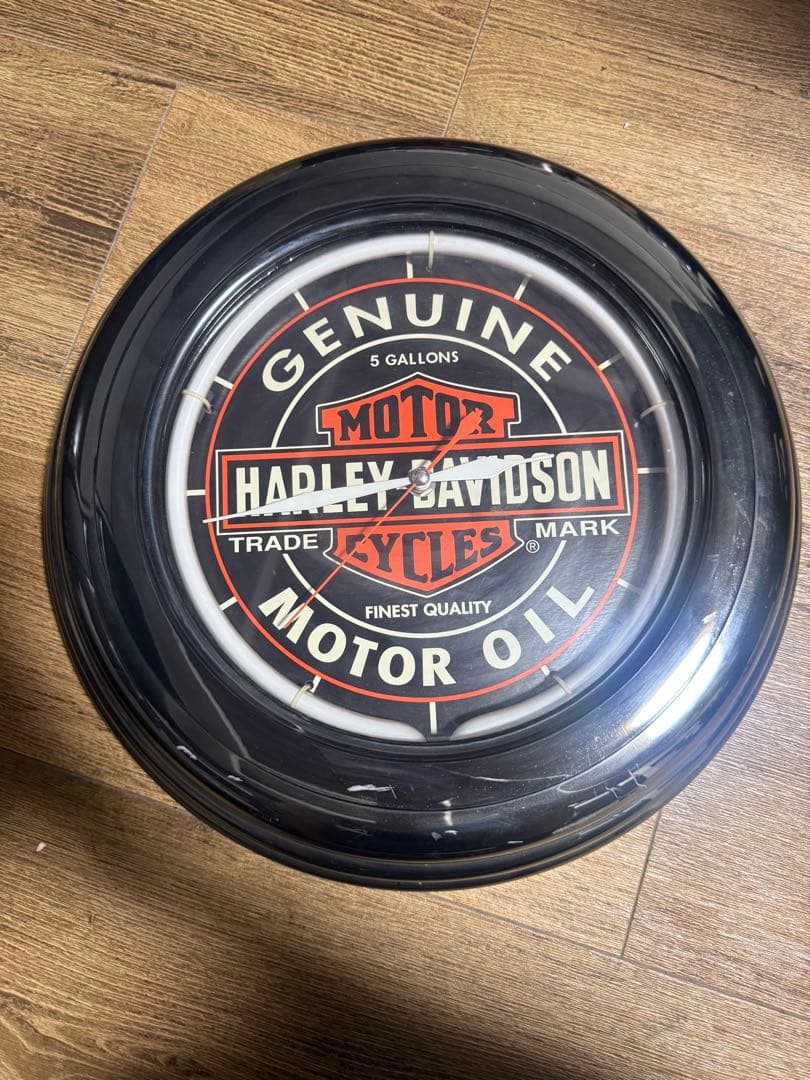 GENUINE
5 GALLONS
MOTOR
HARLEY-DAVIDSON
TRADE MARK
CYCLES
®
FINEST QUALITY
MOTOR OIL